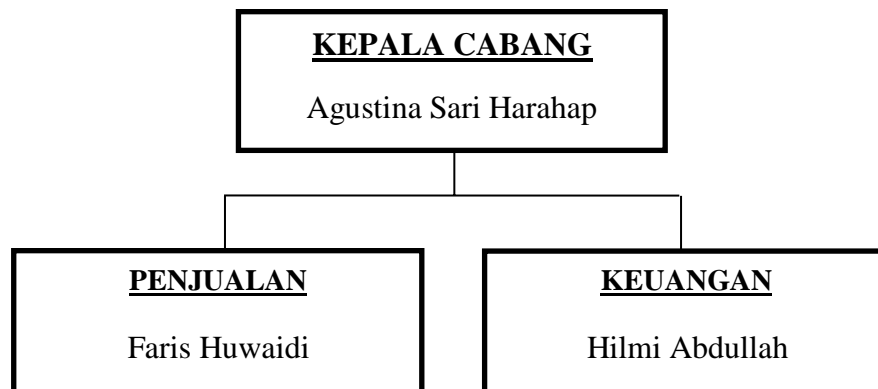 KEPALA CABANG
Agustina Sari Harahap
PENJUALAN
Faris Huwaidi
KEUANGAN
Hilmi Abdullah